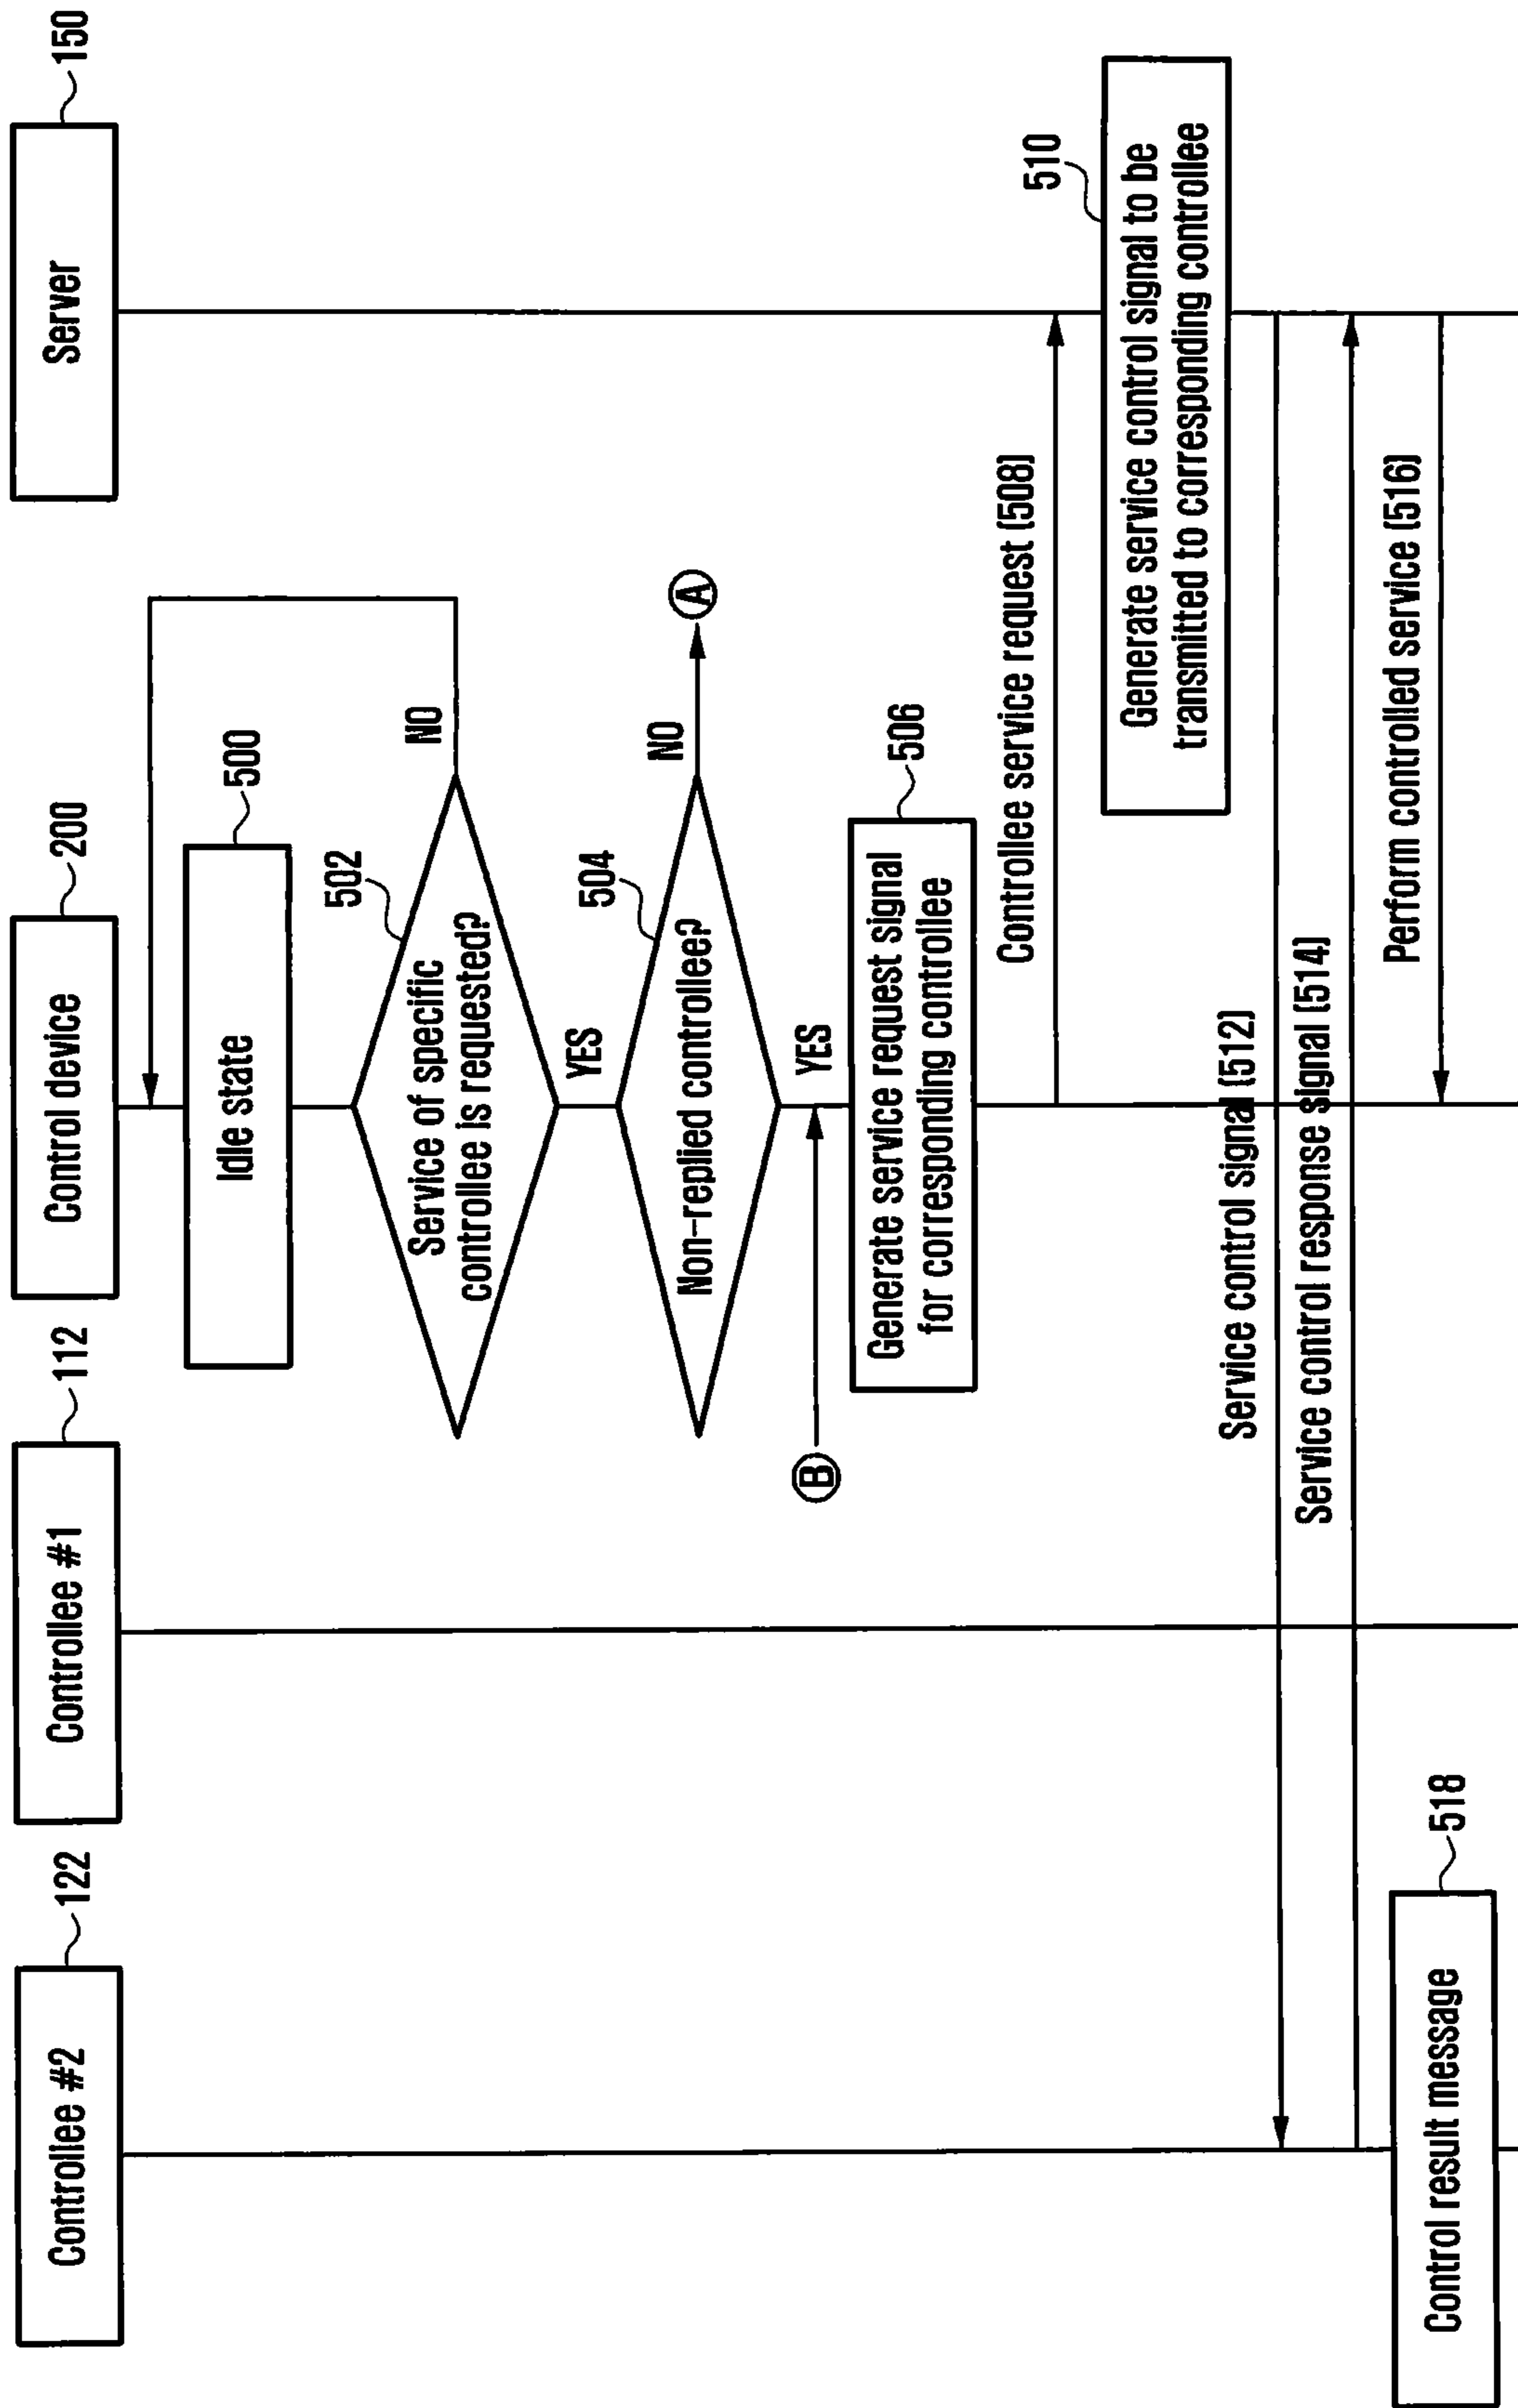 Controllee #2
122
Controllee #1
112
Control device
200
Server
150
Idle state
500
Service of specific
controllee is requested?
502
NO
YES
Non-replied controllee?
504
NO
A
YES
B
Generate service request signal
for corresponding controllee
506
Controllee service request (508)
510
Generate service control signal to be
transmitted to corresponding controllee
Service control signal (512)
Service control response signal (514)
Perform controlled service (516)
Control result message
518